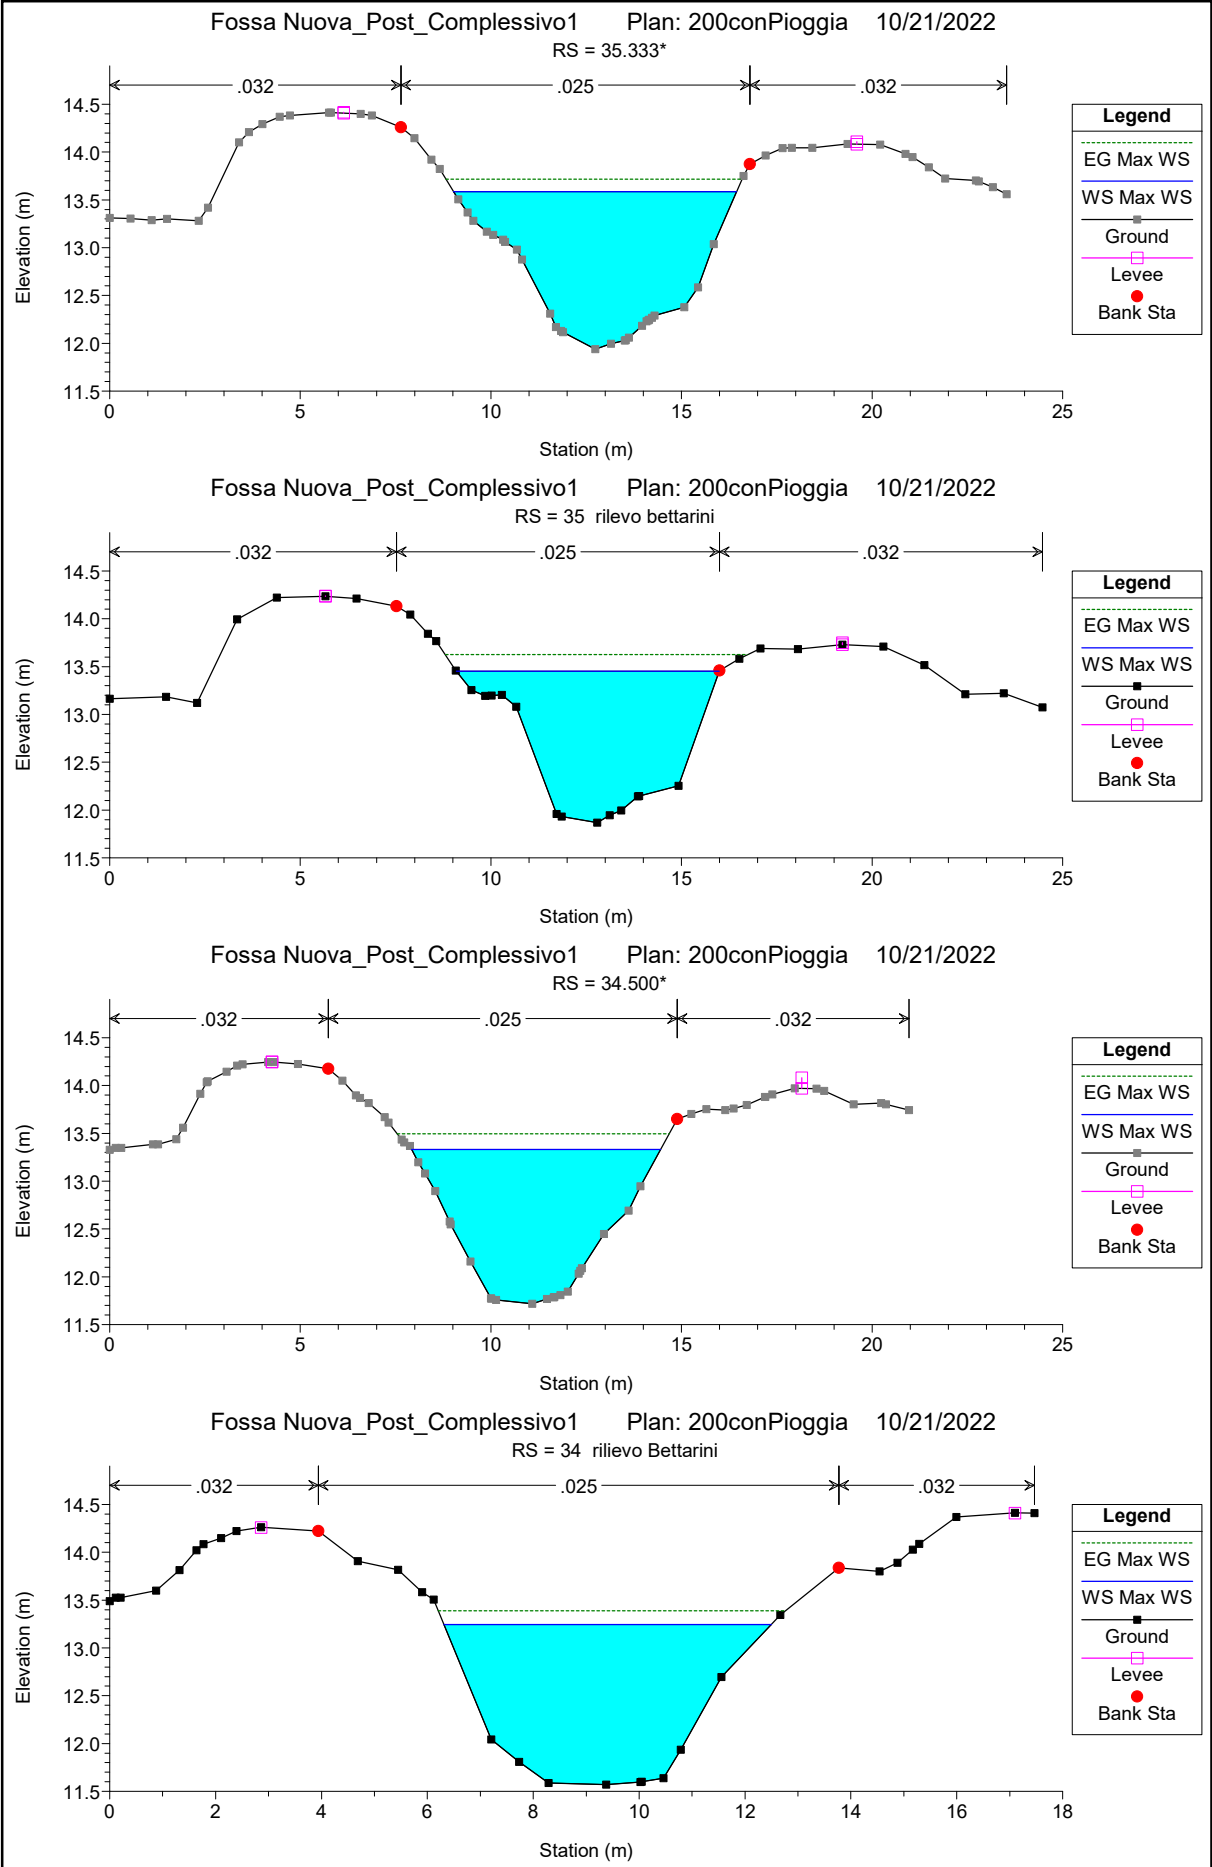 Fossa Nuova_Post_Complessivo1 Plan: 200conPioggia 10/21/2022
RS = 35.333*
.032 .025 .032
14.5
14.0
13.5
13.0
12.5
12.0
11.5
Elevation (m)
0 5 10 15 20 25
Station (m)
Legend
EG Max WS
WS Max WS
Ground
Levee
Bank Sta
Fossa Nuova_Post_Complessivo1 Plan: 200conPioggia 10/21/2022
RS = 35 rilevo bettarini
.032 .025 .032
14.5
14.0
13.5
13.0
12.5
12.0
11.5
Elevation (m)
0 5 10 15 20 25
Station (m)
Legend
EG Max WS
WS Max WS
Ground
Levee
Bank Sta
Fossa Nuova_Post_Complessivo1 Plan: 200conPioggia 10/21/2022
RS = 34.500*
.032 .025 .032
14.5
14.0
13.5
13.0
12.5
12.0
11.5
Elevation (m)
0 5 10 15 20 25
Station (m)
Legend
EG Max WS
WS Max WS
Ground
Levee
Bank Sta
Fossa Nuova_Post_Complessivo1 Plan: 200conPioggia 10/21/2022
RS = 34 rilievo Bettarini
.032 .025 .032
14.5
14.0
13.5
13.0
12.5
12.0
11.5
Elevation (m)
0 2 4 6 8 10 12 14 16 18
Station (m)
Legend
EG Max WS
WS Max WS
Ground
Levee
Bank Sta